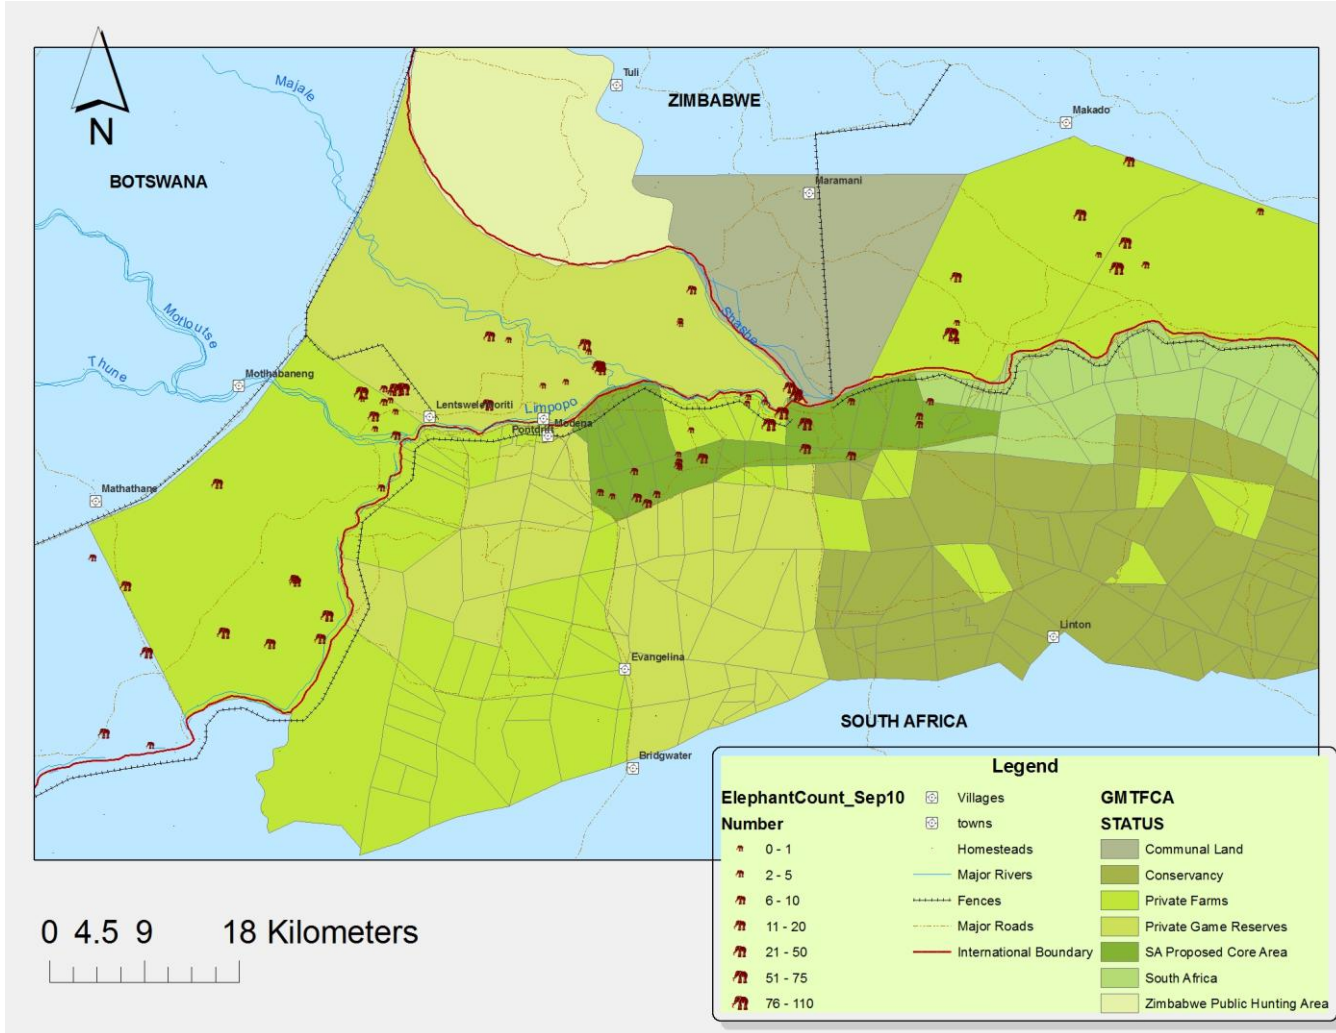 Tuli
Majale
ZIMBABWE
Makado
N
BOTSWANA
Maramani
Shashe
Motloutse
Thune
Motlhabaneng
Limpopo
Modena
Pontdrift
Mathathane
Linton
Evangelina
SOUTH AFRICA
Bridgwater
Legend
ElephantCount_Sep10
Number
0 - 1
2 - 5
6 - 10
11 - 20
21 - 50
51 - 75
76 - 110
Villages
towns
Homesteads
Major Rivers
Fences
Major Roads
International Boundary
GMTFCA
STATUS
Communal Land
Conservancy
Private Farms
Private Game Reserves
SA Proposed Core Area
South Africa
Zimbabwe Public Hunting Area
0 4.5 9 18 Kilometers